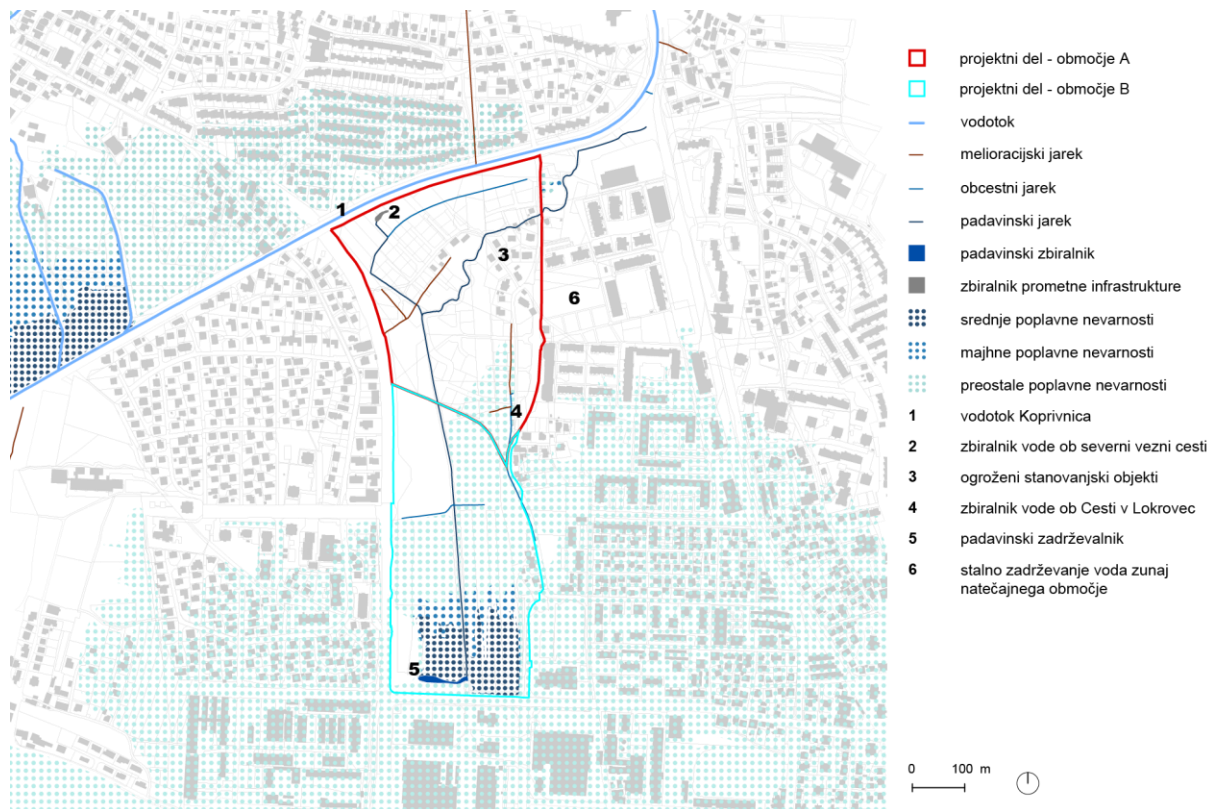 projektni del - območje A
projektni del - območje B
vodotok
melioracijski jarek
obcestni jarek
padavinski jarek
padavinski zbiralnik
zbiralnik prometne infrastrukture
srednje poplavne nevarnosti
majhne poplavne nevarnosti
preostale poplavne nevarnosti
1 vodotok Koprivnica
2 zbiralnik vode ob severni vezni cesti
3 ogroženi stanovanjski objekti
4 zbiralnik vode ob Cesti v Lokrovec
5 padavinski zadrževalnik
6 stalno zadrževanje voda zunaj
natečajnega območje
0 100 m
1
2
3
6
4
5